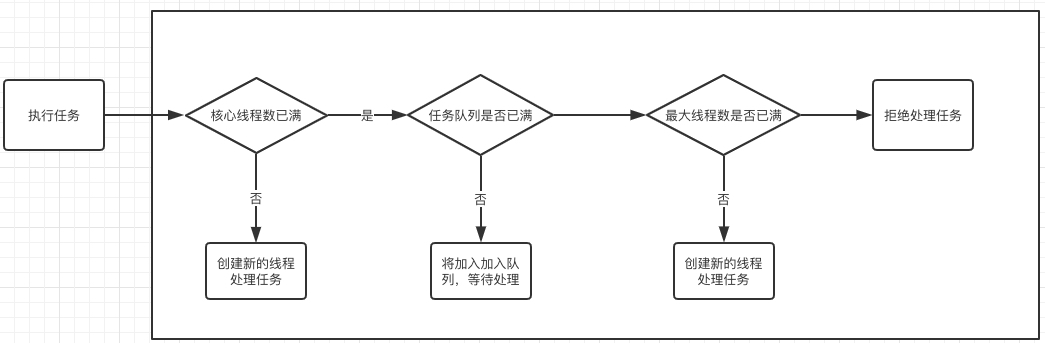 执行任务
核心线程数已满
是
任务队列是否已满
最大线程数是否已满
拒绝处理任务
否
否
否
创建新的线程
处理任务
将加入加入队
列，等待处理
创建新的线程
处理任务